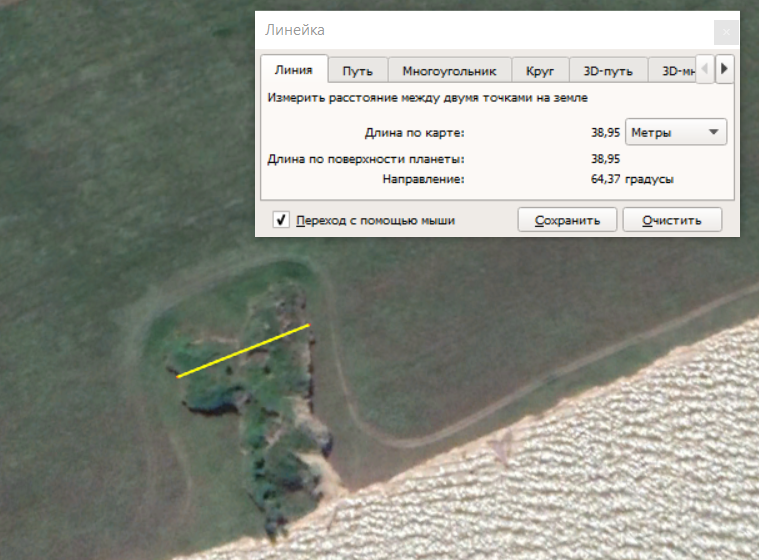 Линейка
Линия Путь Многоугольник Круг 3D-путь 3D-мн
Измерить расстояние между двумя точками на земле
Длина по карте: 38,95 Метры
Длина по поверхности планеты: 38,95
Направление: 64,37 градусы
Переход с помощью мыши Сохранить Очистить